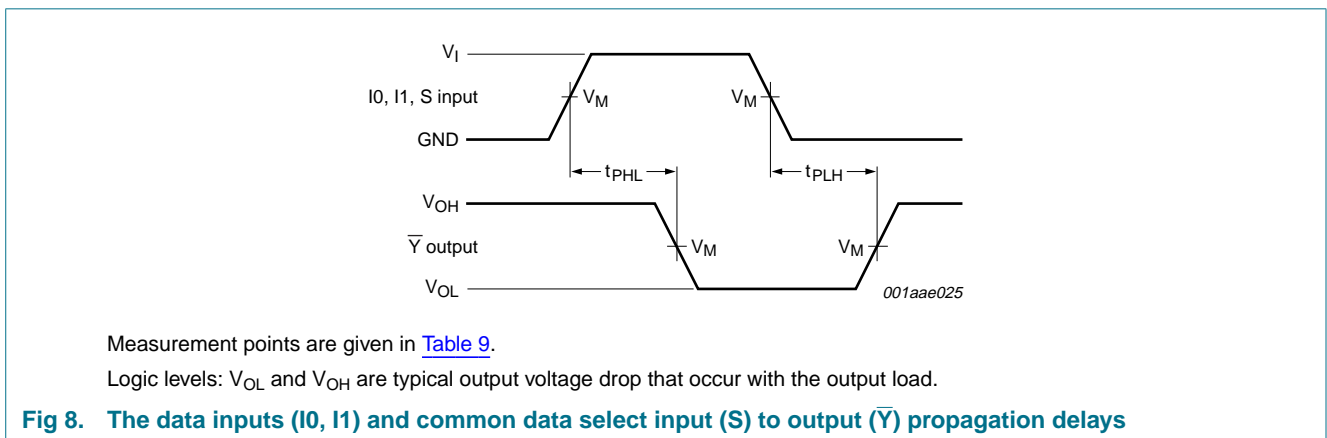 VI
I0, I1, S input
VM
VM
GND
tPHL
tPLH
VOH
Y̅ output
VM
VM
VOL
001aae025
Measurement points are given in Table 9.
Logic levels: VOL and VOH are typical output voltage drop that occur with the output load.
Fig 8. The data inputs (I0, I1) and common data select input (S) to output (Y̅) propagation delays